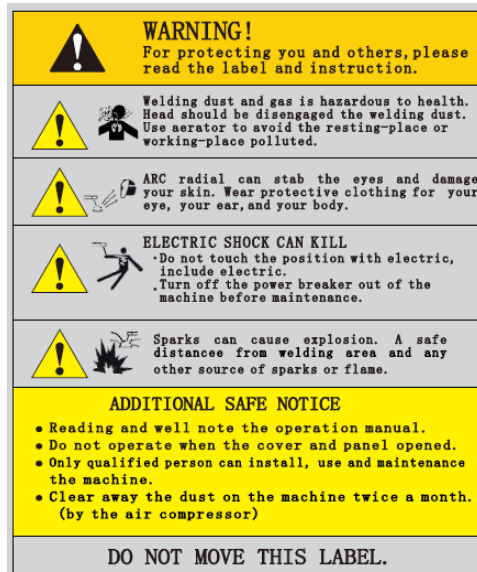 WARNING!
For protecting you and others, please
read the label and instruction.
Welding dust and gas is hazardous to health.
Head should be disengaged the welding dust.
Use aerator to avoid the resting-place or
working-place polluted.
ARC radial can stab the eyes and damage
your skin. Wear protective clothing for your
eye, your ear, and your body.
ELECTRIC SHOCK CAN KILL
·Do not touch the position with electric,
include electric.
.Turn off the power breaker out of the
machine before maintenance.
Sparks can cause explosion. A safe
distancee from welding area and any
other source of sparks or flame.
ADDITIONAL SAFE NOTICE
● Reading and well note the operation manual.
● Do not operate when the cover and panel opened.
● Only qualified person can install, use and maintenance
the machine.
● Clear away the dust on the machine twice a month.
(by the air compressor)
DO NOT MOVE THIS LABEL.